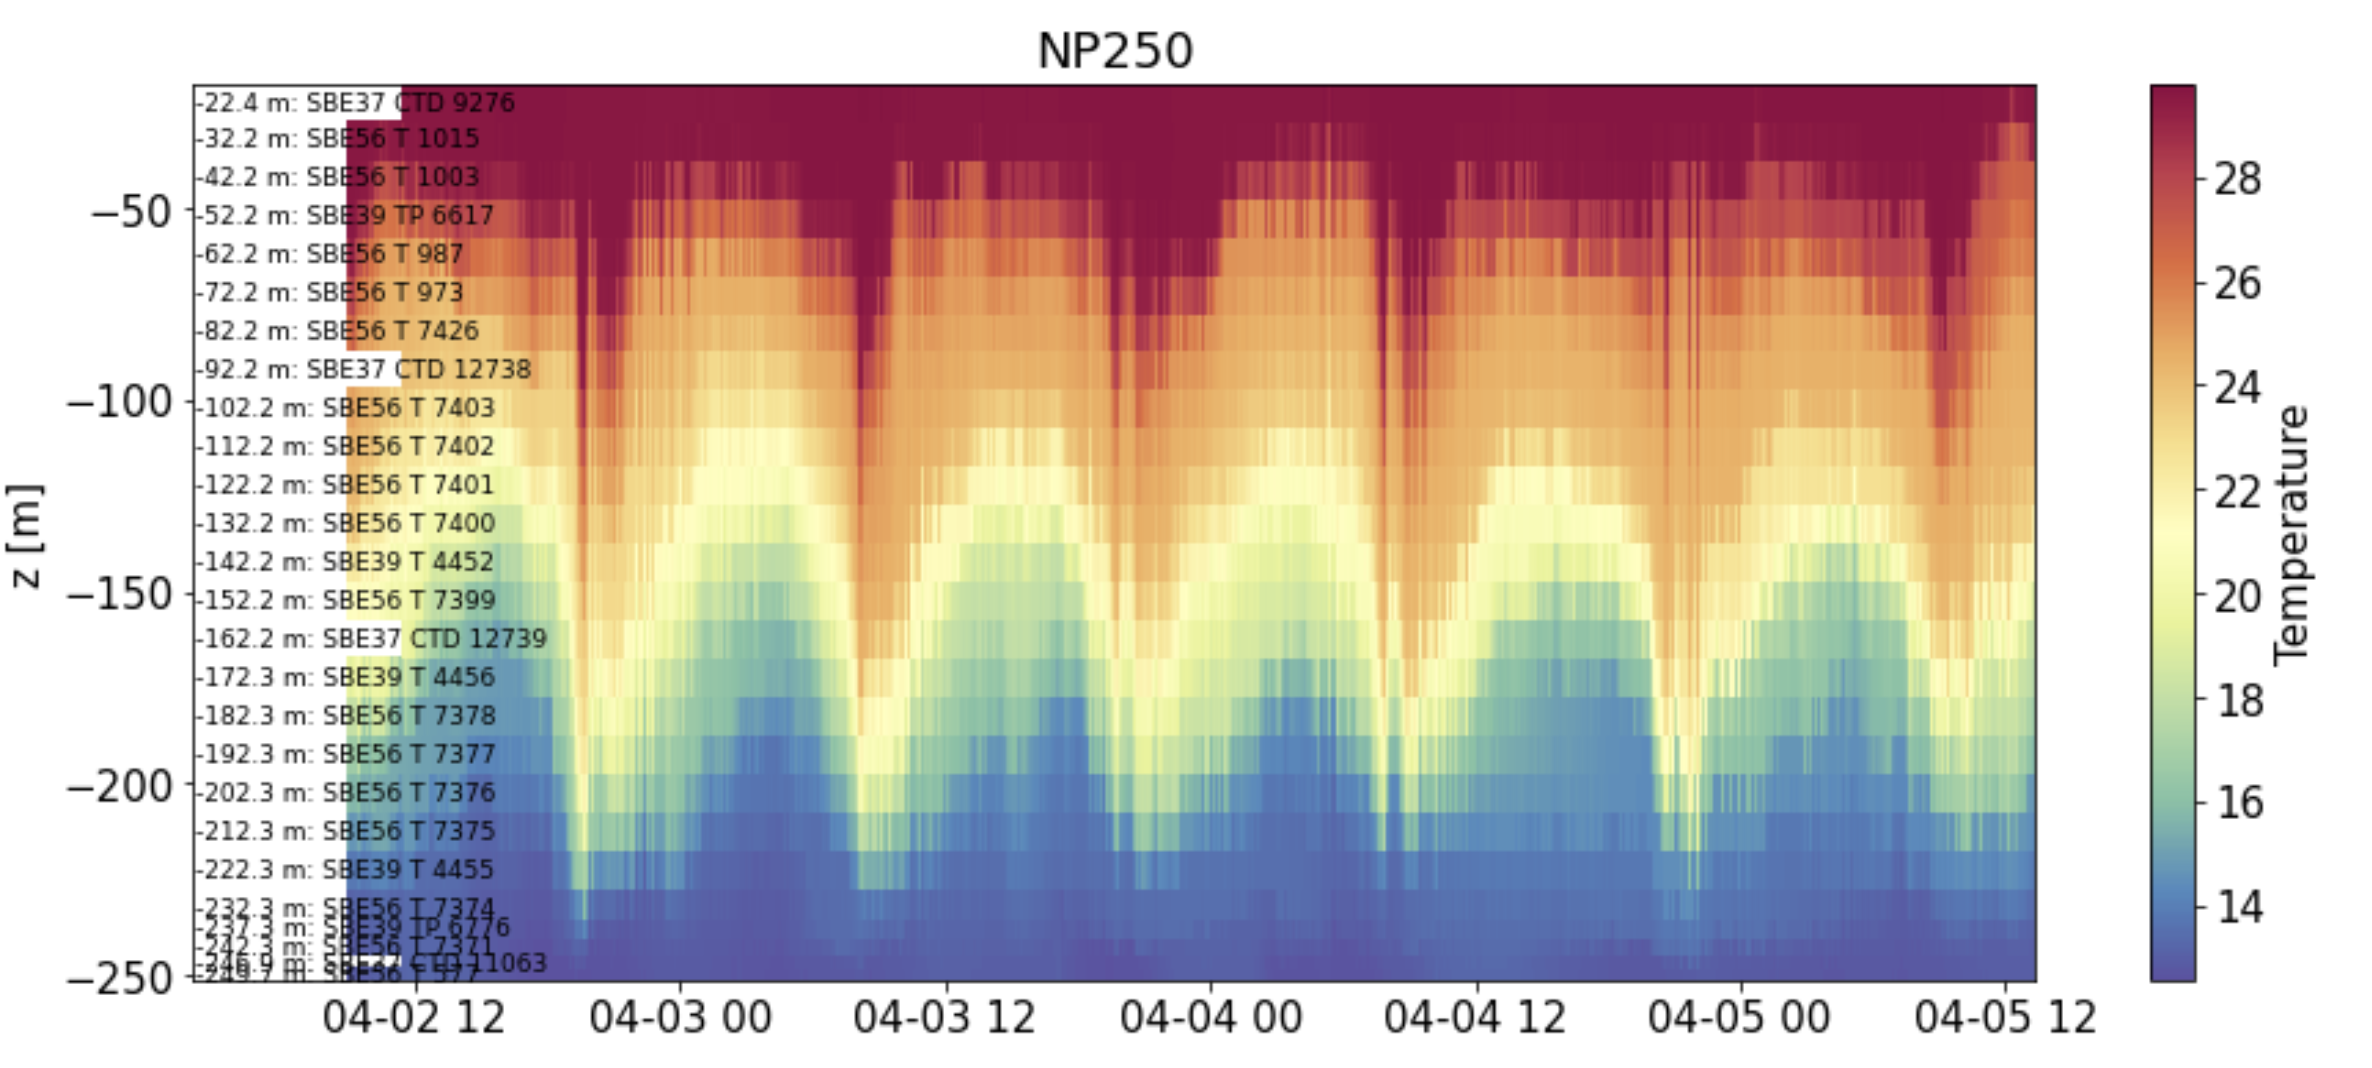 NP250
-22.4 m: SBE37 CTD 9276
-32.2 m: SBE56 T 1015
-42.2 m: SBE56 T 1003
-52.2 m: SBE39 TP 6617
-62.2 m: SBE56 T 987
-72.2 m: SBE56 T 973
-82.2 m: SBE56 T 7426
-92.2 m: SBE37 CTD 12738
-102.2 m: SBE56 T 7403
-112.2 m: SBE56 T 7402
-122.2 m: SBE56 T 7401
-132.2 m: SBE56 T 7400
-142.2 m: SBE39 T 4452
-152.2 m: SBE56 T 7399
-162.2 m: SBE37 CTD 12739
-172.3 m: SBE39 T 4456
-182.3 m: SBE56 T 7378
-192.3 m: SBE56 T 7377
-202.3 m: SBE56 T 7376
-212.3 m: SBE56 T 7375
-222.3 m: SBE39 T 4455
-232.3 m: SBE56 T 7374
-237.3 m: SBE39 TP 6776
-242.3 m: SBE56 T 7371
m: SBE37 CTD 11063
m: SBE56 T
−50
−100
−150
−200
−250
z [m]
04-02 12
04-03 00
04-03 12
04-04 00
04-04 12
04-05 00
04-05 12
28
26
24
22
20
18
16
14
Temperature